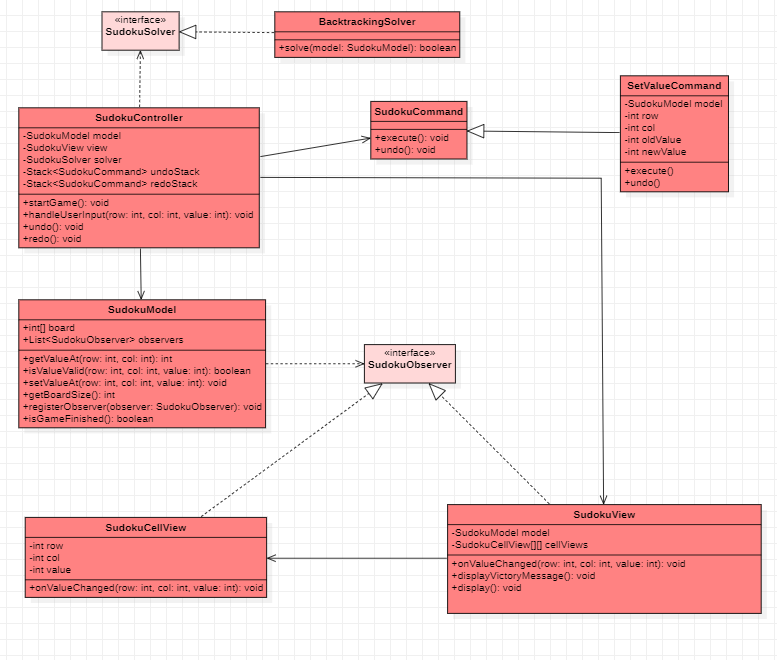 «interface»
SudokuSolver
BacktrackingSolver
+solve(model: SudokuModel): boolean
SetValueCommand
-SudokuModel model
-int row
-int col
-int oldValue
-int newValue
+execute()
+undo()
SudokuCommand
+execute(): void
+undo(): void
SudokuController
-SudokuModel model
-SudokuView view
-SudokuSolver solver
-Stack<SudokuCommand> undoStack
-Stack<SudokuCommand> redoStack
+startGame(): void
+handleUserInput(row: int, col: int, value: int): void
+undo(): void
+redo(): void
SudokuModel
+int[] board
+List<SudokuObserver> observers
+getValueAt(row: int, col: int): int
+isValueValid(row: int, col: int, value: int): boolean
+setValueAt(row: int, col: int, value: int): void
+getBoardSize(): int
+registerObserver(observer: SudokuObserver): void
+isGameFinished(): boolean
«interface»
SudokuObserver
SudokuCellView
-int row
-int col
-int value
+onValueChanged(row: int, col: int, value: int): void
SudokuView
-SudokuModel model
-SudokuCellView[][] cellViews
+onValueChanged(row: int, col: int, value: int): void
+displayVictoryMessage(): void
+display(): void